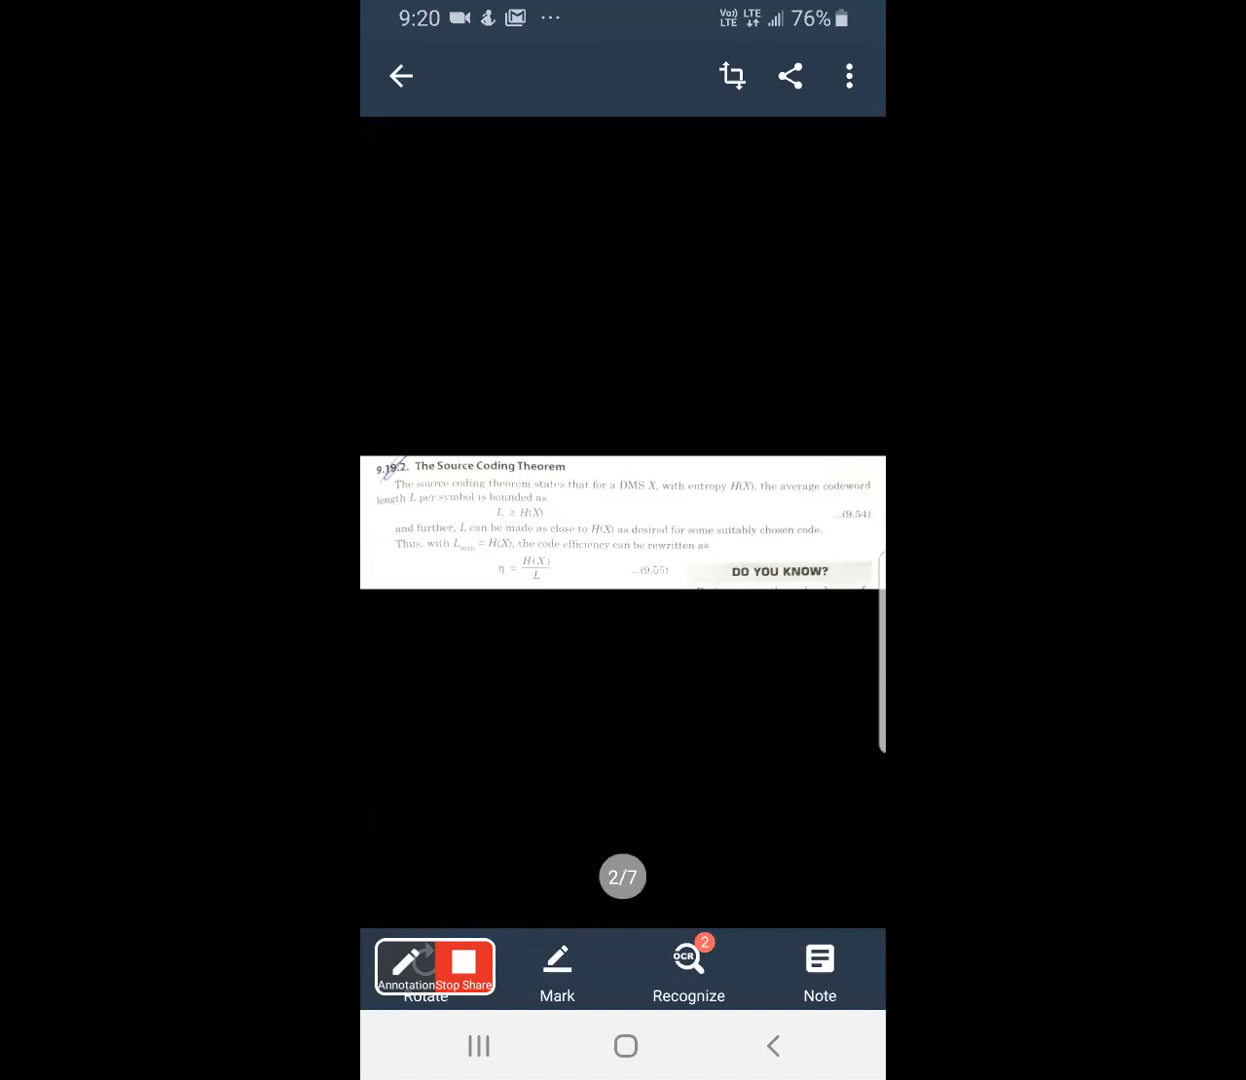 9:20 ... Vo)) LTE LTE 76%
9.19.2. The Source Coding Theorem
The source coding theorem states that for a DMS X, with entropy H(X), the average codeword
length L per symbol is bounded as
L ≥ H(X) ...(9.54)
and further, L can be made as close to H(X) as desired for some suitably chosen code.
Thus, with Lmin = H(X), the code efficiency can be rewritten as
η = H(X)/L ...(9.55)
DO YOU KNOW?
2/7
Annotation Stop Share
Rotate Mark OCR 2 Recognize Note